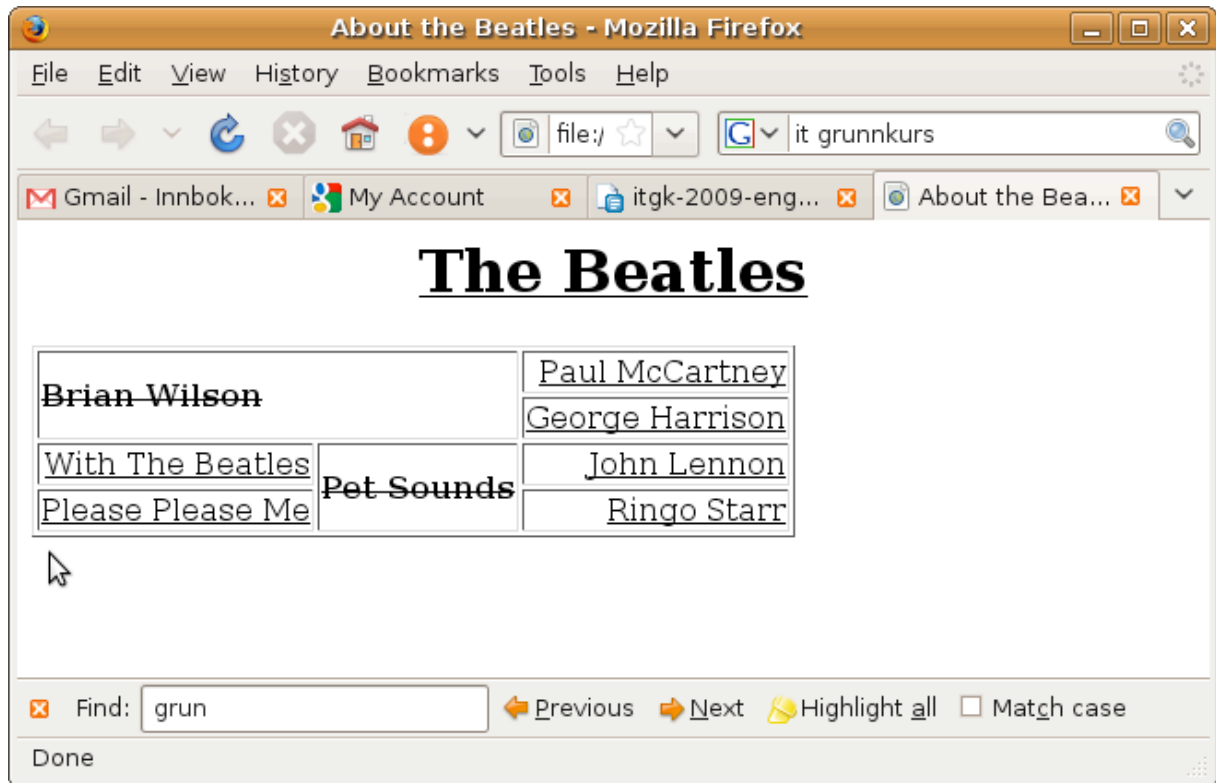 About the Beatles - Mozilla Firefox
File Edit View History Bookmarks Tools Help
file:/ G it grunnkurs
Gmail - Innbok... My Account itgk-2009-eng... About the Bea...
The Beatles
Brian Wilson Paul McCartney
George Harrison
With The Beatles Pet Sounds John Lennon
Please Please Me Ringo Starr
Find: grun Previous Next Highlight all Match case
Done